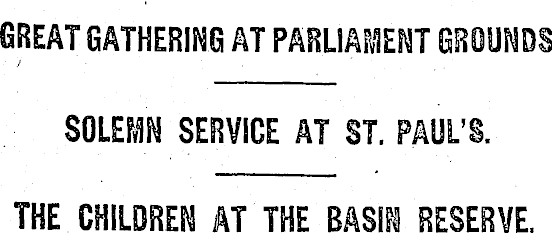 GREAT GATHERING AT PARLIAMENT GROUNDS
SOLEMN SERVICE AT ST. PAUL'S.
THE CHILDREN AT THE BASIN RESERVE.